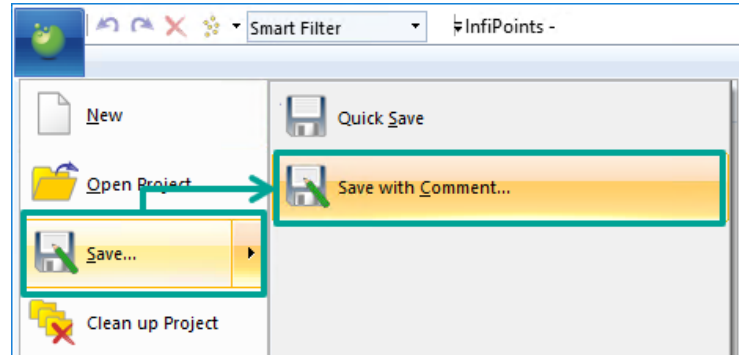 Smart Filter
InfiPoints -
New
Quick Save
Open Project
Save with Comment...
Save...
Clean up Project